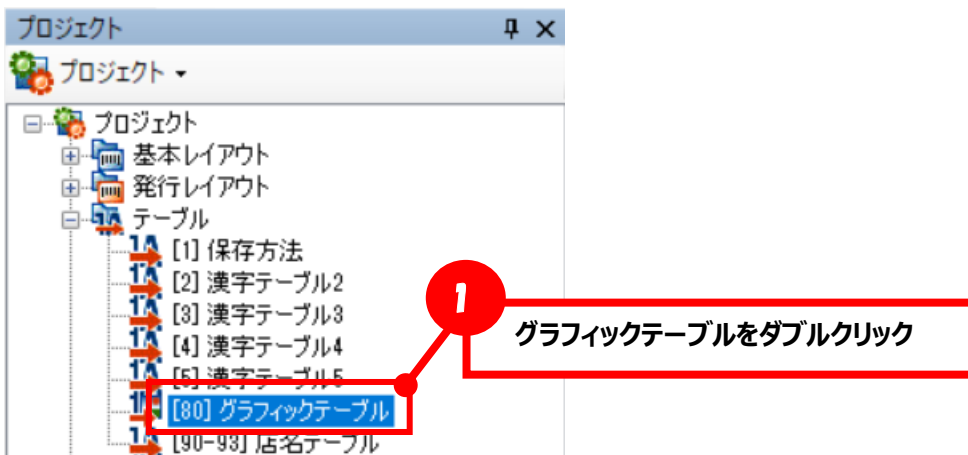 プロジェクト
プロジェクト
プロジェクト
基本レイアウト
発行レイアウト
テーブル
[1] 保存方法
[2] 漢字テーブル2
[3] 漢字テーブル3
[4] 漢字テーブル4
[5] 漢字テーブル5
[80] グラフィックテーブル
[90-93] 店名テーブル
1
グラフィックテーブルをダブルクリック